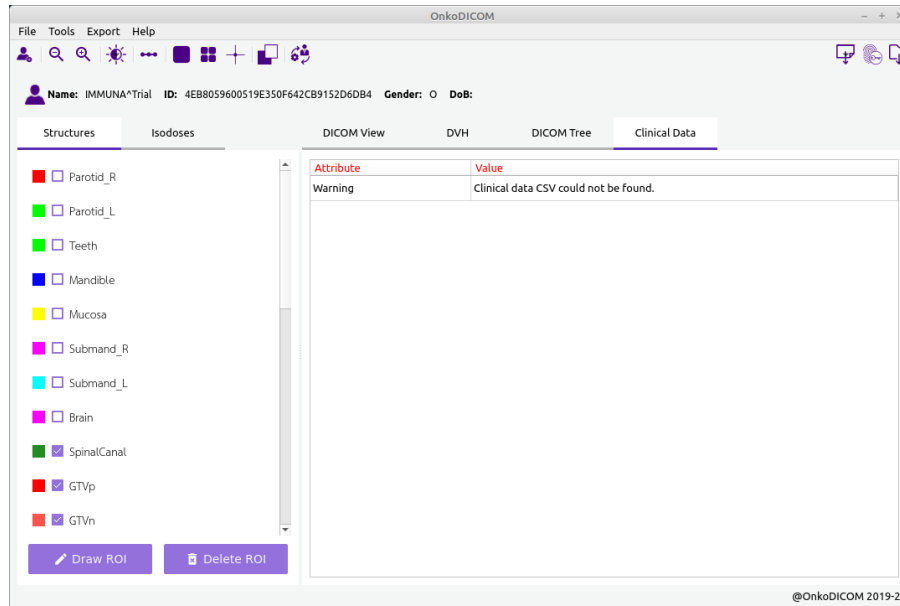 OnkoDICOM
File Tools Export Help
Name: IMMUNA^Trial ID: 4EB8059600519E350F642CB9152D6DB4 Gender: O DoB:
Structures Isodoses DICOM View DVH DICOM Tree Clinical Data
Attribute Value
Warning Clinical data CSV could not be found.
Parotid_R
Parotid_L
Teeth
Mandible
Mucosa
Submand_R
Submand_L
Brain
SpinalCanal
GTVp
GTVn
Draw ROI Delete ROI
@OnkoDICOM 2019-2